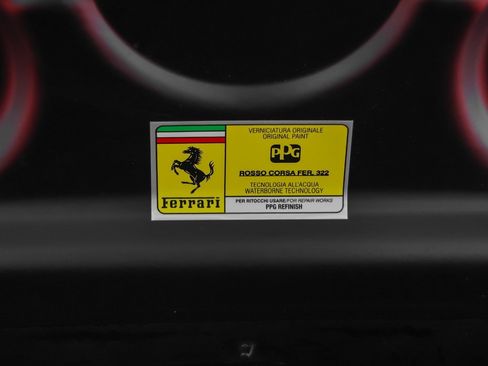 VERNICIATURA ORIGINALE
ORIGINAL PAINT
PPG
ROSSO CORSA FER. 322
TECNOLOGIA ALL'ACQUA
WATERBORNE TECHNOLOGY
Ferrari
PER RITOCCHI USARE/FOR REPAIR WORKS
PPG REFINISH